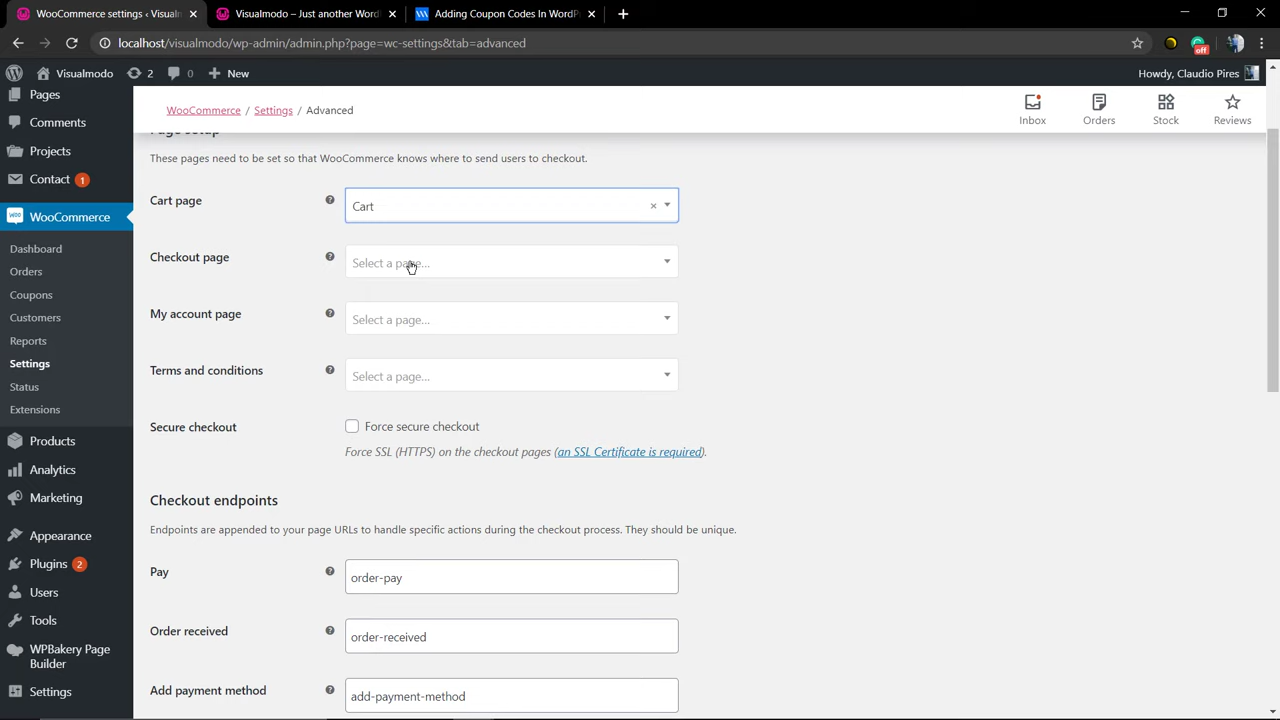 WooCommerce settings ‹ Visualmo
Visualmodo – Just another WordP
Adding Coupon Codes In WordPr
localhost/Visualmodo/wp-admin/admin.php?page=wc-settings&tab=advanced
off
Visualmodo
2
0
New
Howdy, Claudio Pires
WooCommerce / Settings / Advanced
Inbox
Orders
Stock
Reviews
Pages
Comments
Projects
Contact 1
WooCommerce
Dashboard
Orders
Coupons
Customers
Reports
Settings
Status
Extensions
Products
Analytics
Marketing
Appearance
Plugins 2
Users
Tools
WPBakery Page
Builder
Settings
Page setup
These pages need to be set so that WooCommerce knows where to send users to checkout.
Cart page
Cart
Checkout page
Select a page...
My account page
Select a page...
Terms and conditions
Select a page...
Secure checkout
Force secure checkout
Force SSL (HTTPS) on the checkout pages (an SSL Certificate is required).
Checkout endpoints
Endpoints are appended to your page URLs to handle specific actions during the checkout process. They should be unique.
Pay
order-pay
Order received
order-received
Add payment method
add-payment-method